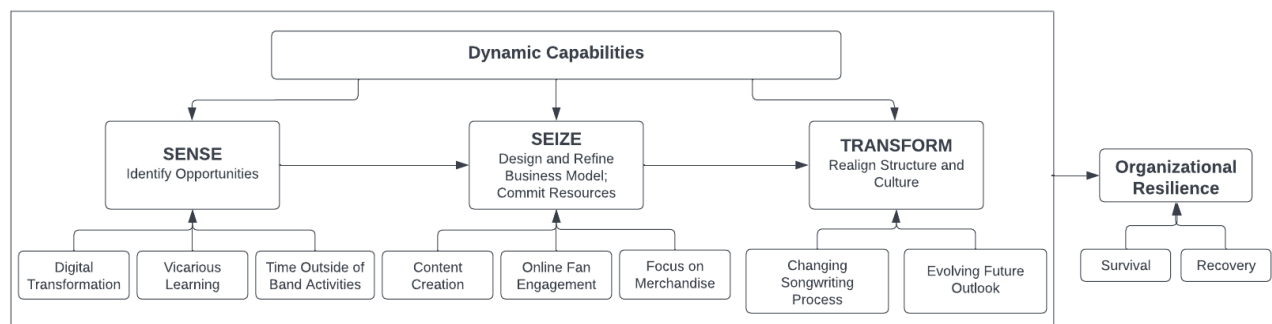 Dynamic Capabilities
SENSE
Identify Opportunities
SEIZE
Design and Refine
Business Model;
Commit Resources
TRANSFORM
Realign Structure and
Culture
Organizational
Resilience
Digital
Transformation
Vicarious
Learning
Time Outside of
Band Activities
Content
Creation
Online Fan
Engagement
Focus on
Merchandise
Changing
Songwriting
Process
Evolving Future
Outlook
Survival
Recovery